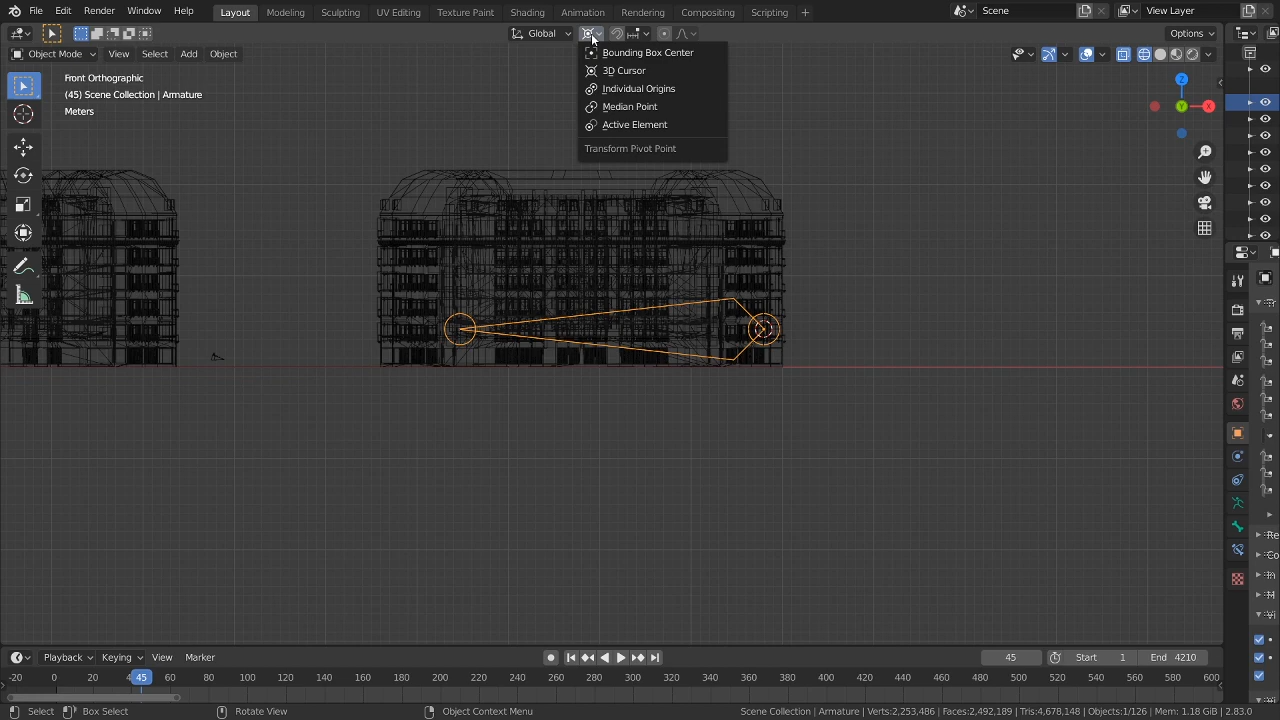 File Edit Render Window Help Layout Modeling Sculpting UV Editing Texture Paint Shading Animation Rendering Compositing Scripting + Scene View Layer
Global Options
Object Mode View Select Add Object
Bounding Box Center
3D Cursor
Individual Origins
Median Point
Active Element
Transform Pivot Point
Front Orthographic
(45) Scene Collection | Armature
Meters
Z
Y
X
Playback Keying View Marker 45 Start 1 End 4210
-20 0 20 45 60 80 100 120 140 160 180 200 220 240 260 280 300 320 340 360 380 400 420 440 460 480 500 520 540 560 580 600
Select Box Select Rotate View Object Context Menu Scene Collection | Armature | Verts:2,253,486 | Faces:2,492,189 | Tris:4,678,148 | Objects:1/126 | Mem: 1.18 GiB | 2.83.0